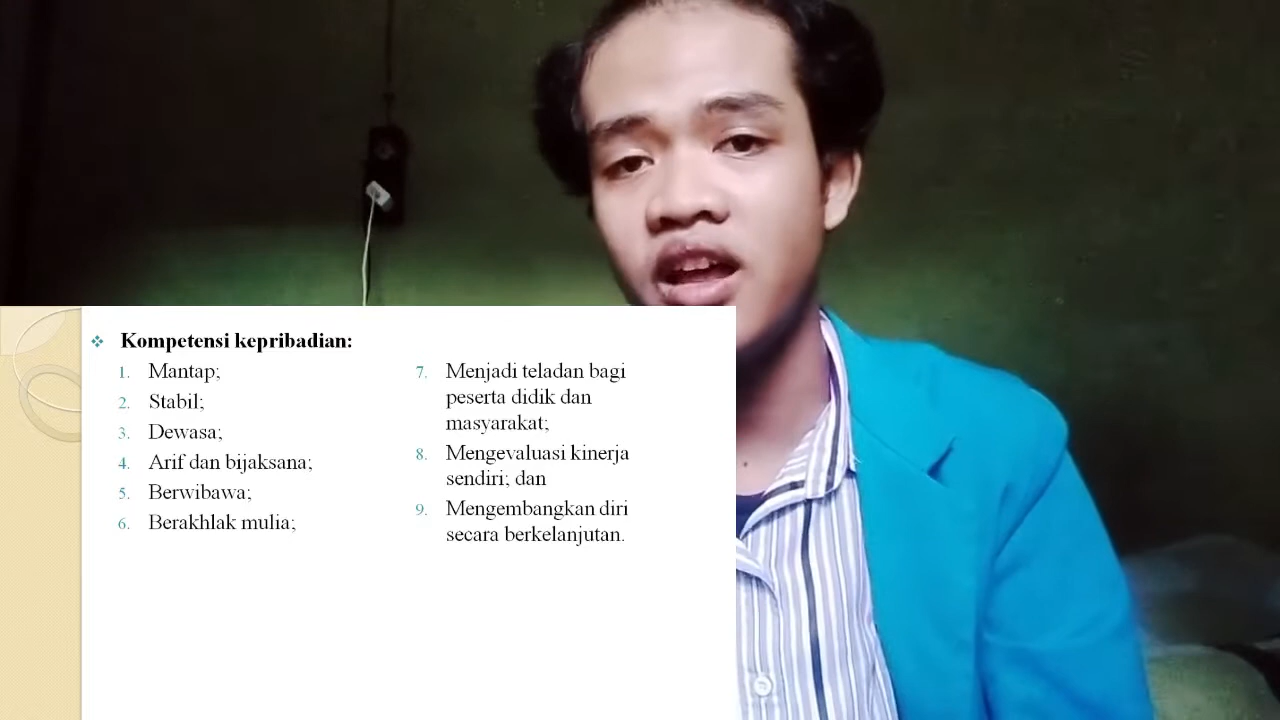 Kompetensi kepribadian:
1. Mantap;
2. Stabil;
3. Dewasa;
4. Arif dan bijaksana;
5. Berwibawa;
6. Berakhlak mulia;
7. Menjadi teladan bagi
peserta didik dan
masyarakat;
8. Mengevaluasi kinerja
sendiri; dan
9. Mengembangkan diri
secara berkelanjutan.